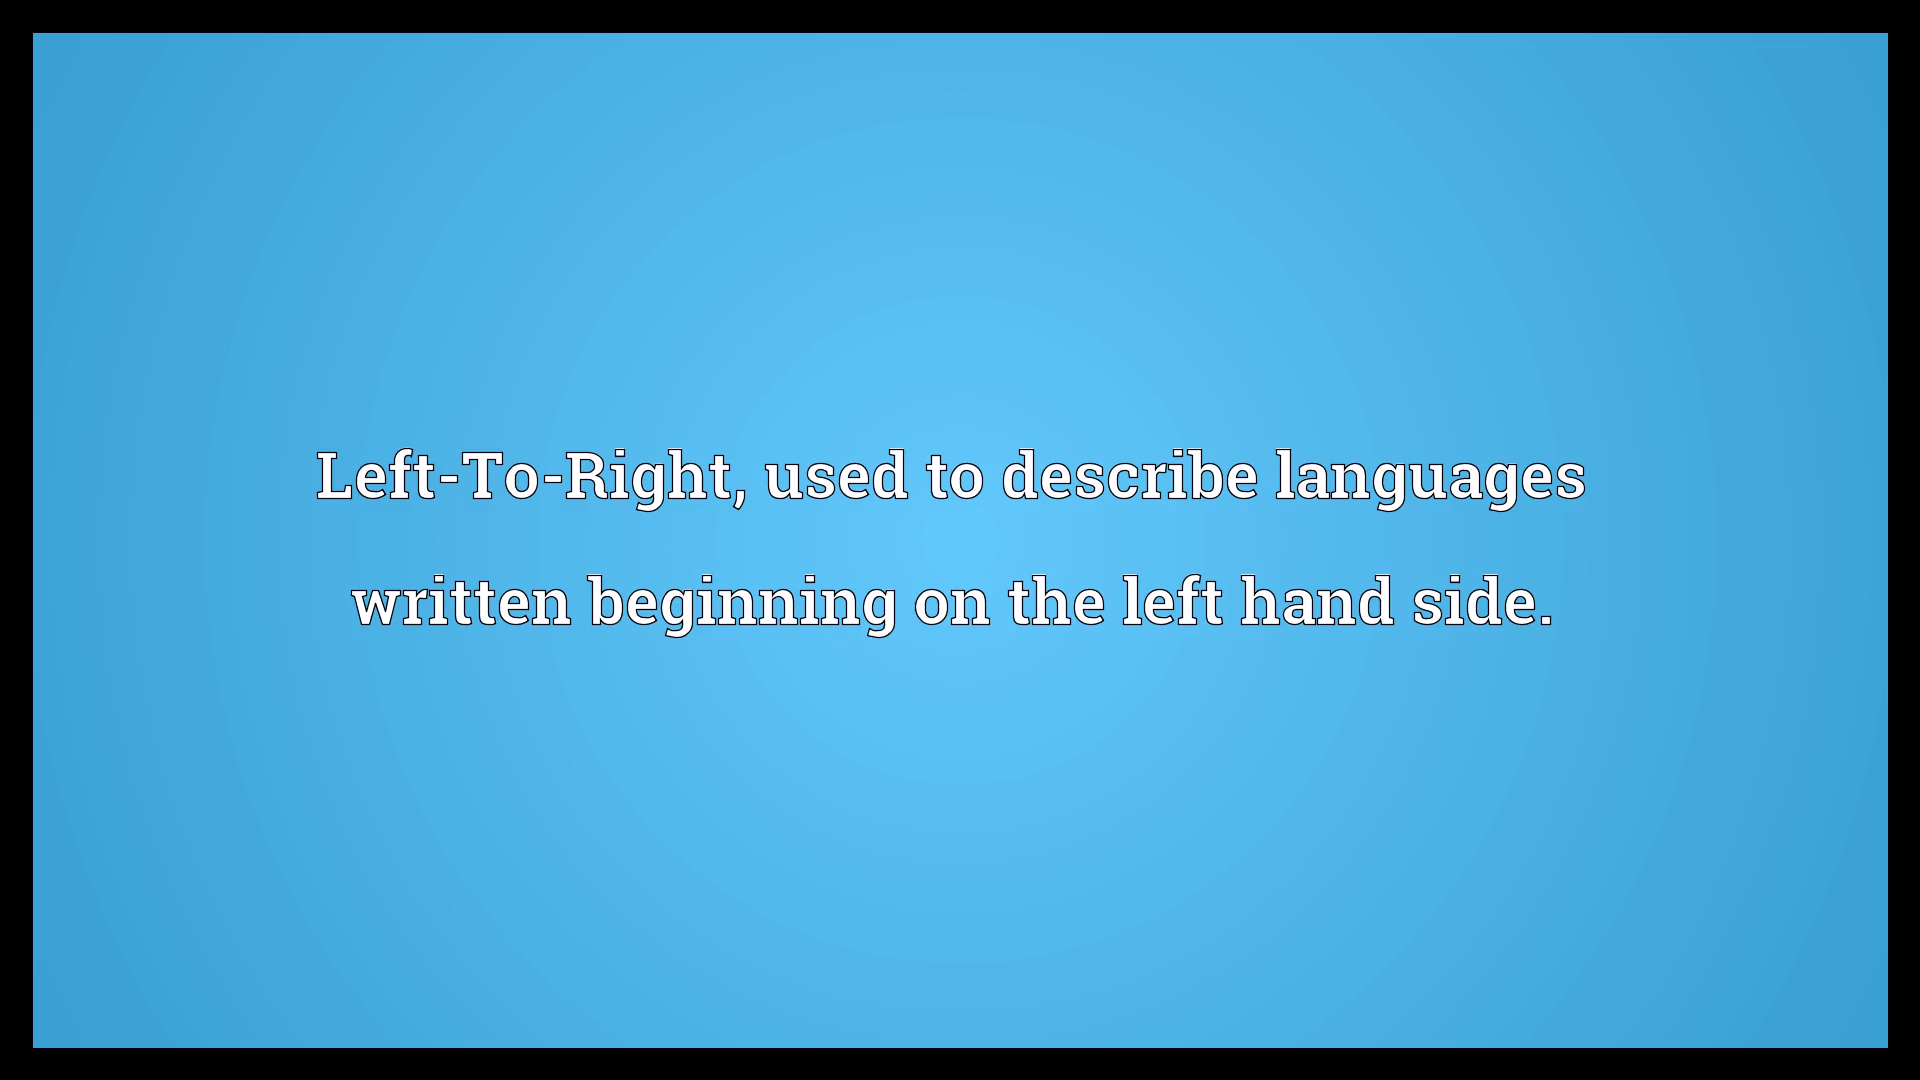 Left-To-Right, used to describe languages
written beginning on the left hand side.